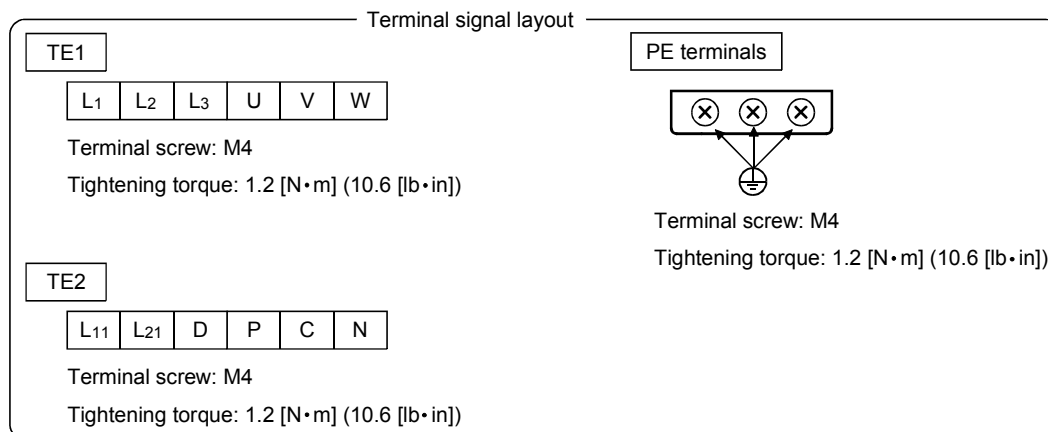 Terminal signal layout
TE1
L1 L2 L3 U V W
Terminal screw: M4
Tightening torque: 1.2 [N•m] (10.6 [lb•in])
TE2
L11 L21 D P C N
Terminal screw: M4
Tightening torque: 1.2 [N•m] (10.6 [lb•in])
PE terminals
Terminal screw: M4
Tightening torque: 1.2 [N•m] (10.6 [lb•in])